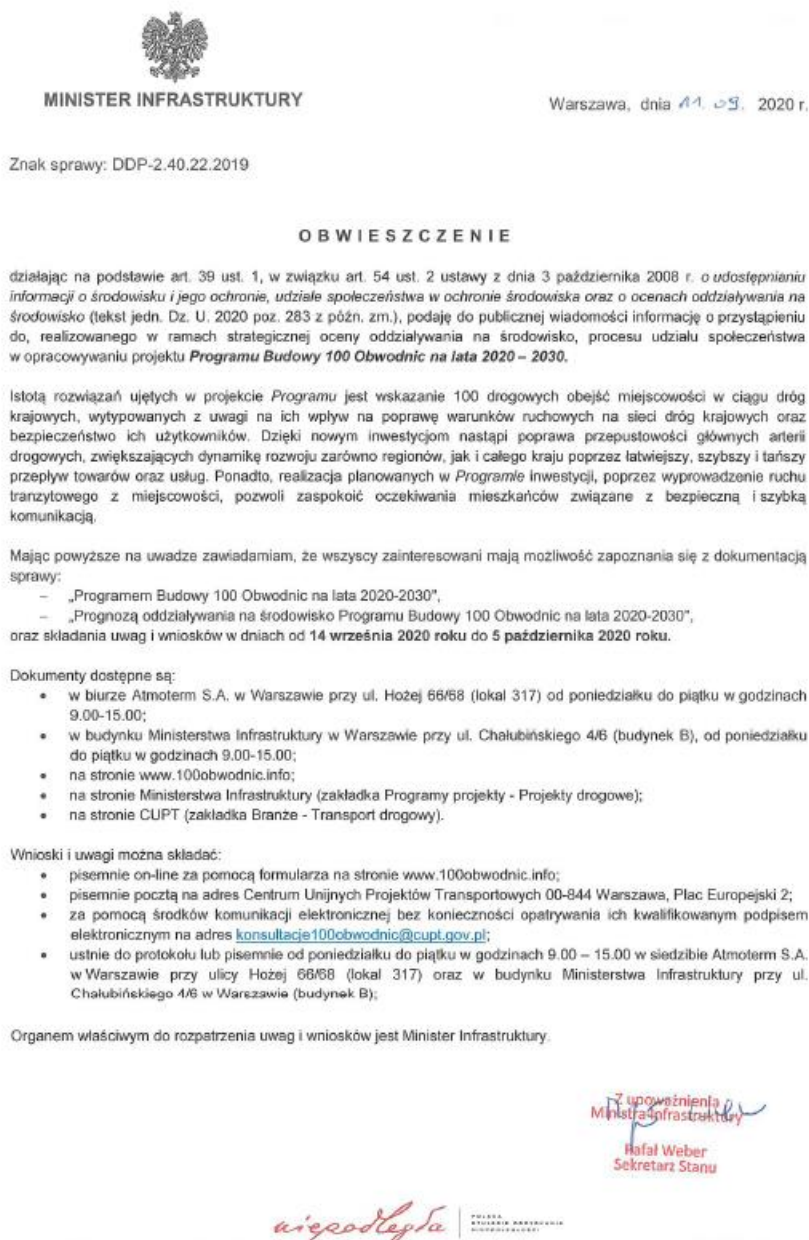 MINISTER INFRASTRUKTURY
Warszawa, dnia 11. 09. 2020 r.
Znak sprawy: DDP-2.40.22.2019
O B W I E S Z C Z E N I E
działając na podstawie art. 39 ust. 1, w związku art. 54 ust. 2 ustawy z dnia 3 października 2008 r. o udostępnianiu
informacji o środowisku i jego ochronie, udziale społeczeństwa w ochronie środowiska oraz o ocenach oddziaływania na
środowisko (tekst jedn. Dz. U. 2020 poz. 283 z późn. zm.), podaję do publicznej wiadomości informację o przystąpieniu
do, realizowanego w ramach strategicznej oceny oddziaływania na środowisko, procesu udziału społeczeństwa
w opracowywaniu projektu Programu Budowy 100 Obwodnic na lata 2020 – 2030.
Istotą rozwiązań ujętych w projekcie Programu jest wskazanie 100 drogowych obejść miejscowości w ciągu dróg
krajowych, wytypowanych z uwagi na ich wpływ na poprawę warunków ruchowych na sieci dróg krajowych oraz
bezpieczeństwo ich użytkowników. Dzięki nowym inwestycjom nastąpi poprawa przepustowości głównych arterii
drogowych, zwiększających dynamikę rozwoju zarówno regionów, jak i całego kraju poprzez łatwiejszy, szybszy i tańszy
przepływ towarów oraz usług. Ponadto, realizacja planowanych w Programie inwestycji, poprzez wyprowadzenie ruchu
tranzytowego z miejscowości, pozwoli zaspokoić oczekiwania mieszkańców związane z bezpieczną i szybką
komunikacją.
Mając powyższe na uwadze zawiadamiam, że wszyscy zainteresowani mają możliwość zapoznania się z dokumentacją
sprawy:
– „Programem Budowy 100 Obwodnic na lata 2020-2030",
– „Prognozą oddziaływania na środowisko Programu Budowy 100 Obwodnic na lata 2020-2030",
oraz składania uwag i wniosków w dniach od 14 września 2020 roku do 5 października 2020 roku.
Dokumenty dostępne są:
• w biurze Atmoterm S.A. w Warszawie przy ul. Hożej 66/68 (lokal 317) od poniedziałku do piątku w godzinach
9.00-15.00;
• w budynku Ministerstwa Infrastruktury w Warszawie przy ul. Chałubińskiego 4/6 (budynek B), od poniedziałku
do piątku w godzinach 9.00-15.00;
• na stronie www.100obwodnic.info;
• na stronie Ministerstwa Infrastruktury (zakładka Programy projekty - Projekty drogowe);
• na stronie CUPT (zakładka Branże - Transport drogowy).
Wnioski i uwagi można składać:
• pisemnie on-line za pomocą formularza na stronie www.100obwodnic.info;
• pisemnie pocztą na adres Centrum Unijnych Projektów Transportowych 00-844 Warszawa, Plac Europejski 2;
• za pomocą środków komunikacji elektronicznej bez konieczności opatrywania ich kwalifikowanym podpisem
elektronicznym na adres konsultacje100obwodnic@cupt.gov.pl;
• ustnie do protokołu lub pisemnie od poniedziałku do piątku w godzinach 9.00 – 15.00 w siedzibie Atmoterm S.A.
w Warszawie przy ulicy Hożej 66/68 (lokal 317) oraz w budynku Ministerstwa Infrastruktury przy ul.
Chałubińskiego 4/6 w Warszawie (budynek B);
Organem właściwym do rozpatrzenia uwag i wniosków jest Minister Infrastruktury.
Z upoważnienia
Ministra Infrastruktury
Rafał Weber
Sekretarz Stanu
niepodległa